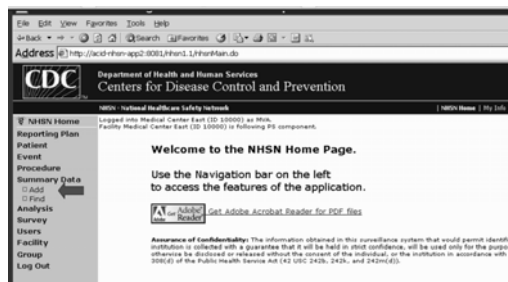 File Edit View Favorites Tools Help
Back Search Favorites
Address http://acid-nhsn-app2:8081/nhsn1.1/nhsnMain.do
CDC
Department of Health and Human Services
Centers for Disease Control and Prevention
NHSN - National Healthcare Safety Network | NHSN Home | My Info
NHSN Home
Logged into Medical Center East (ID 10000) as MVA.
Facility Medical Center East (ID 10000) is following PS component.
Reporting Plan
Patient
Event
Procedure
Summary Data
Add
Find
Analysis
Survey
Users
Facility
Group
Log Out
Welcome to the NHSN Home Page.
Use the Navigation bar on the left
to access the features of the application.
Get Adobe Reader Get Adobe Acrobat Reader for PDF files
Assurance of Confidentiality: The information obtained in this surveillance system that would permit identifi
institution is collected with a guarantee that it will be held in strict confidence, will be used only for the purpo
otherwise be disclosed or released without the consent of the individual, or the institution in accordance with
308(d) of the Public Health Service Act (42 USC 242b, 242k, and 242m(d)).